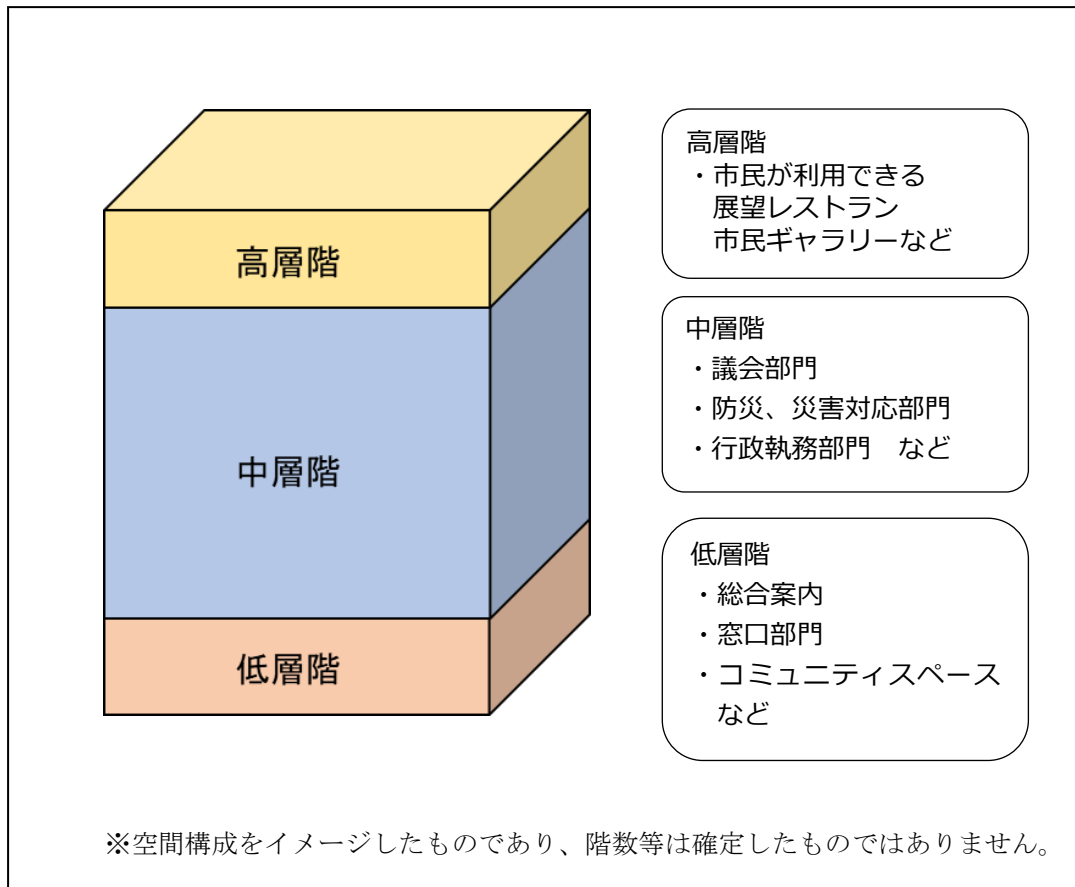 高層階
中層階
低層階
高層階
・市民が利用できる
展望レストラン
市民ギャラリーなど
中層階
・議会部門
・防災、災害対応部門
・行政執務部門　など
低層階
・総合案内
・窓口部門
・コミュニティスペース
など
※空間構成をイメージしたものであり、階数等は確定したものではありません。